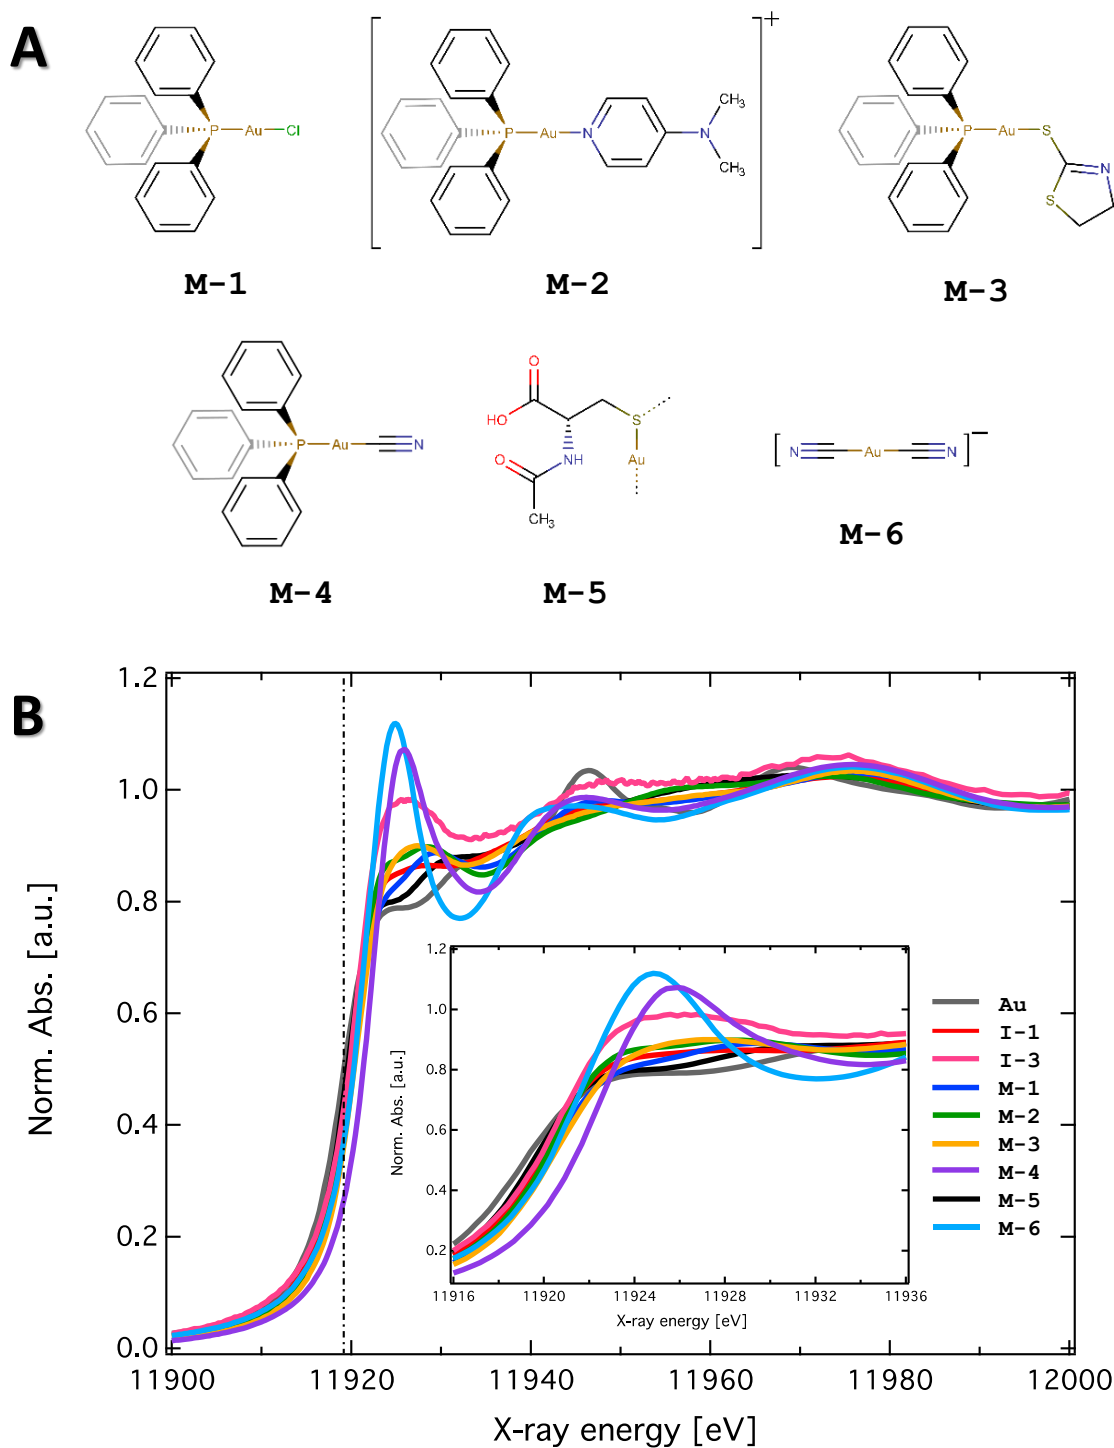 A
P Au Cl
M-1
[ P Au N N CH3 CH3 ]+
M-2
P Au S S N
M-3
P Au N
M-4
O HO O NH CH3 S Au
M-5
[ N Au N ]−
M-6
B
Norm. Abs. [a.u.]
1.2
1.0
0.8
0.6
0.4
0.2
0.0
11900 11920 11940 11960 11980 12000
X-ray energy [eV]
Norm. Abs. [a.u.]
1.2
1.0
0.8
0.6
0.4
0.2
11916 11920 11924 11928 11932 11936
X-ray energy [eV]
Au
I-1
I-3
M-1
M-2
M-3
M-4
M-5
M-6